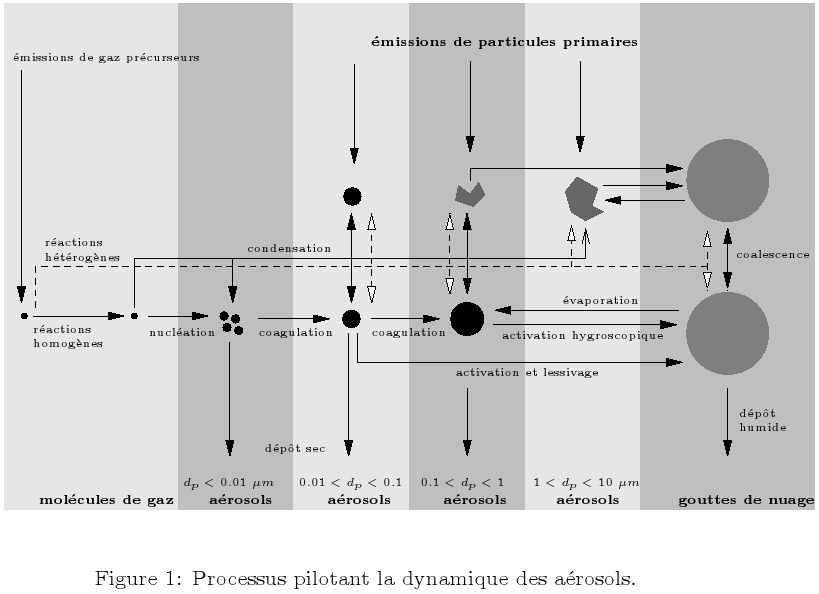 émissions de particules primaires
émissions de gaz précurseurs
réactions
hétérogènes
condensation
coalescence
évaporation
réactions
homogènes
nucléation
coagulation
coagulation
activation hygroscopique
activation et lessivage
dépôt
humide
dépôt sec
d_p < 0.01 μm
0.01 < d_p < 0.1
0.1 < d_p < 1
1 < d_p < 10 μm
molécules de gaz
aérosols
aérosols
aérosols
aérosols
gouttes de nuage
Figure 1: Processus pilotant la dynamique des aérosols.